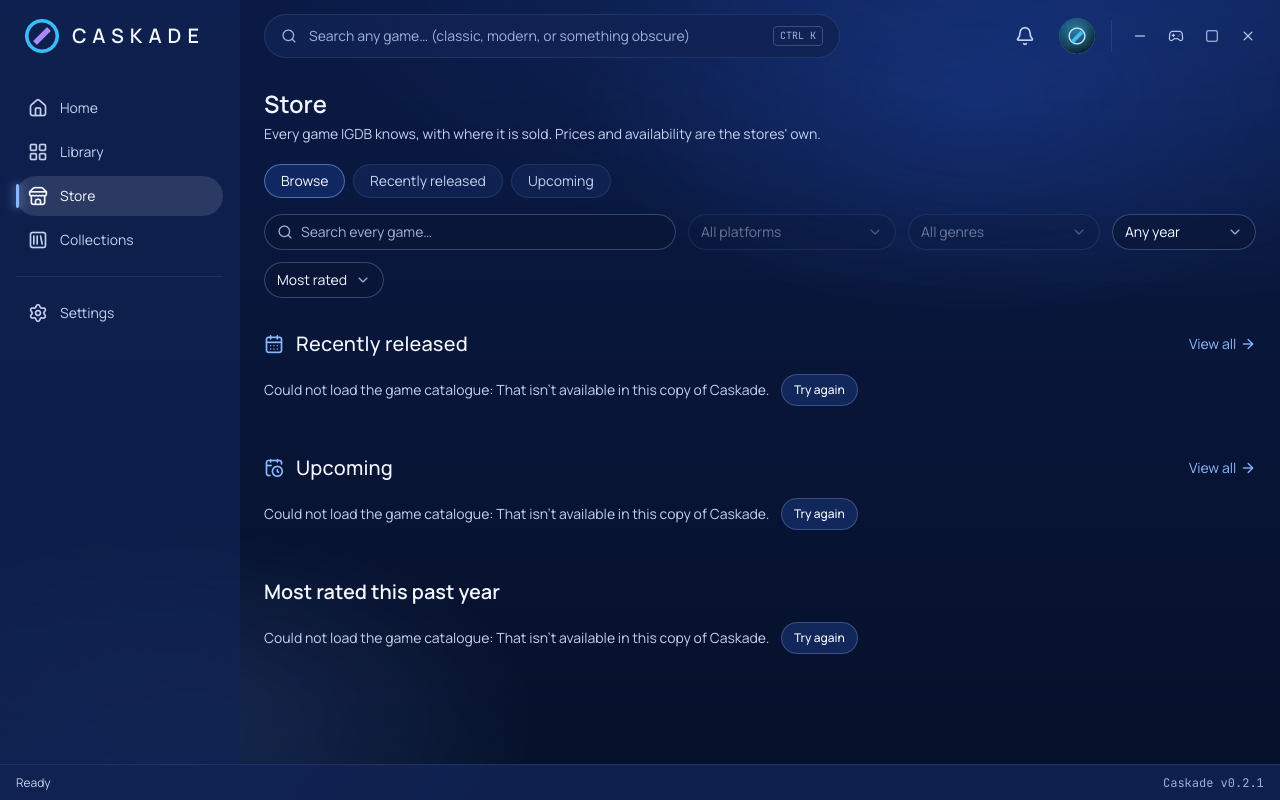 CASKADE
Search any game... (classic, modern, or something obscure)
CTRL K
Home
Library
Store
Collections
Settings
Store
Every game IGDB knows, with where it is sold. Prices and availability are the stores' own.
Browse
Recently released
Upcoming
Search every game...
All platforms
All genres
Any year
Most rated
Recently released
View all
Could not load the game catalogue: That isn't available in this copy of Caskade.
Try again
Upcoming
View all
Could not load the game catalogue: That isn't available in this copy of Caskade.
Try again
Most rated this past year
Could not load the game catalogue: That isn't available in this copy of Caskade.
Try again
Ready
Caskade v0.2.1